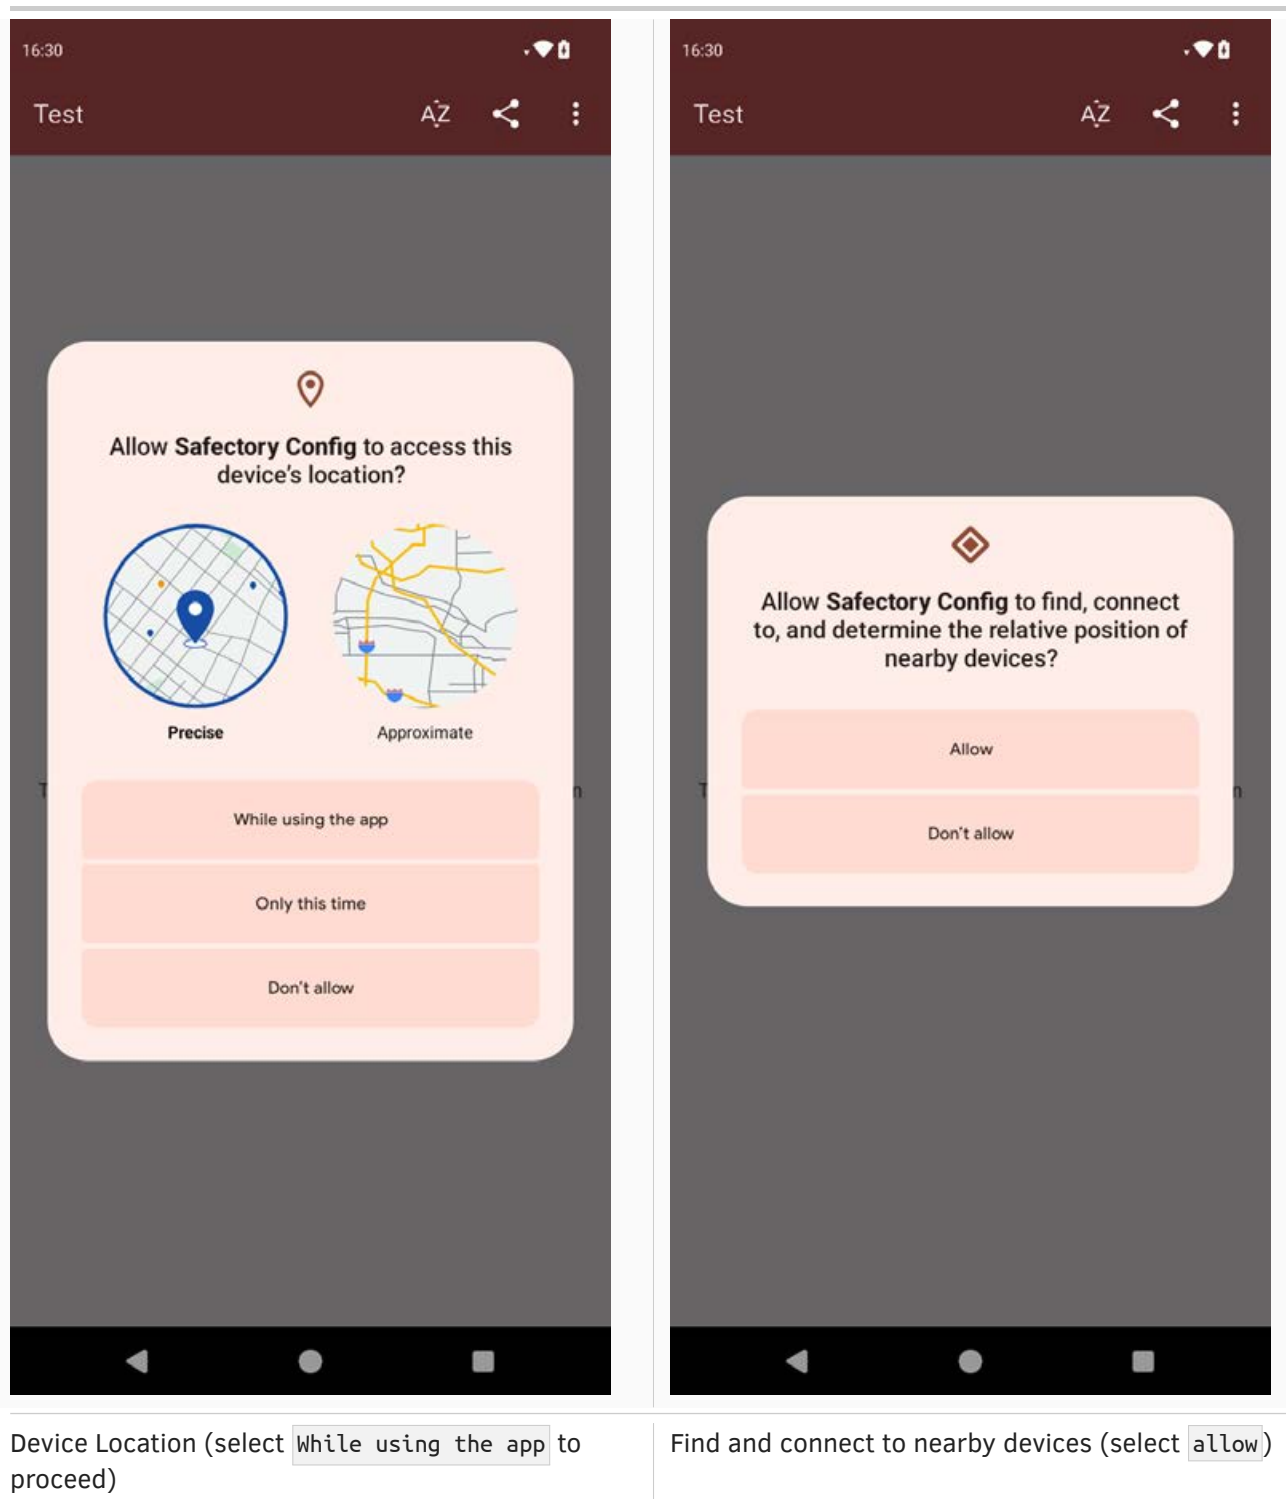 16:30
Test
AZ
Allow Safectory Config to access this
device's location?
Precise
Approximate
T
n
While using the app
Only this time
Don't allow
Device Location (select While using the app to
proceed)
16:30
Test
AZ
Allow Safectory Config to find, connect
to, and determine the relative position of
nearby devices?
T
n
Allow
Don't allow
Find and connect to nearby devices (select allow)